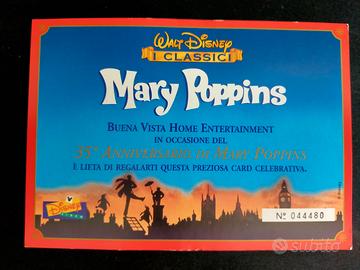 WALT DISNEY
I CLASSICI
Mary Poppins
BUENA VISTA HOME ENTERTAINMENT
IN OCCASIONE DEL
35° ANNIVERSARIO DI MARY POPPINS
È LIETA DI REGALARTI QUESTA PREZIOSA CARD CELEBRATIVA.
DISNEY
Nº 044480
subito